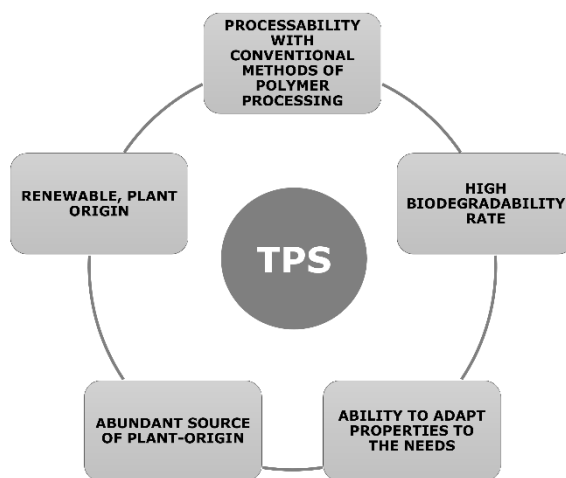 PROCESSABILITY
WITH
CONVENTIONAL
METHODS OF
POLYMER
PROCESSING
RENEWABLE, PLANT
ORIGIN
HIGH
BIODEGRADABILITY
RATE
TPS
ABUNDANT SOURCE
OF PLANT-ORIGIN
ABILITY TO ADAPT
PROPERTIES TO
THE NEEDS